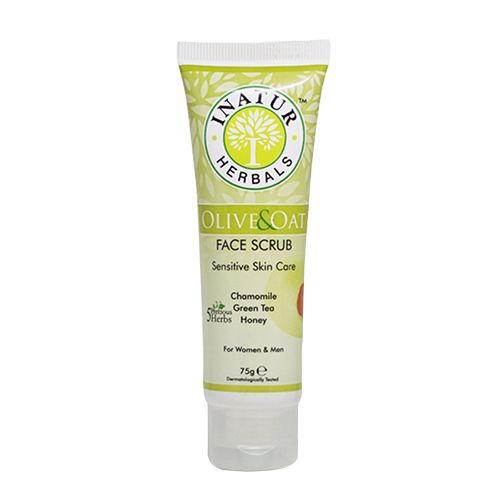 INATUR
HERBALS
™
OLIVE&OAT
FACE SCRUB
Sensitive Skin Care
Chamomile
Green Tea
Honey
5 Precious
Herbs
For Women & Men
75g ℮
Dermatologically Tested